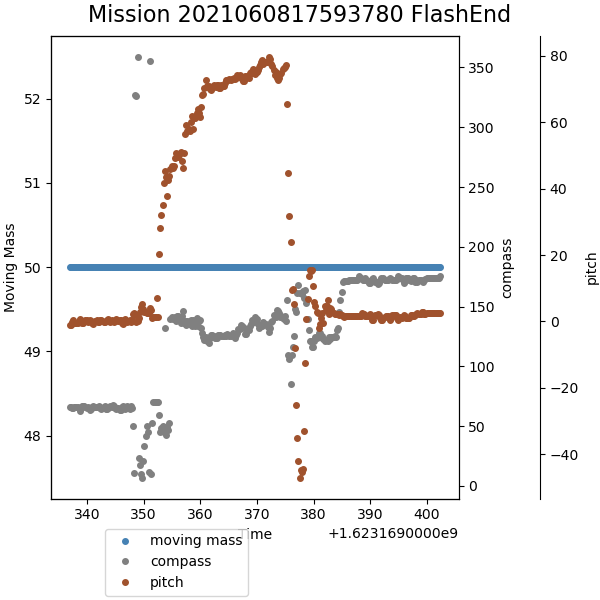 Mission 2021060817593780 FlashEnd
52
51
50
49
48
Moving Mass
350
300
250
200
150
100
50
0
compass
80
60
40
20
0
−20
−40
pitch
340 350 360 370 380 390 400
+1.6231690000e9
moving mass
compass
pitch